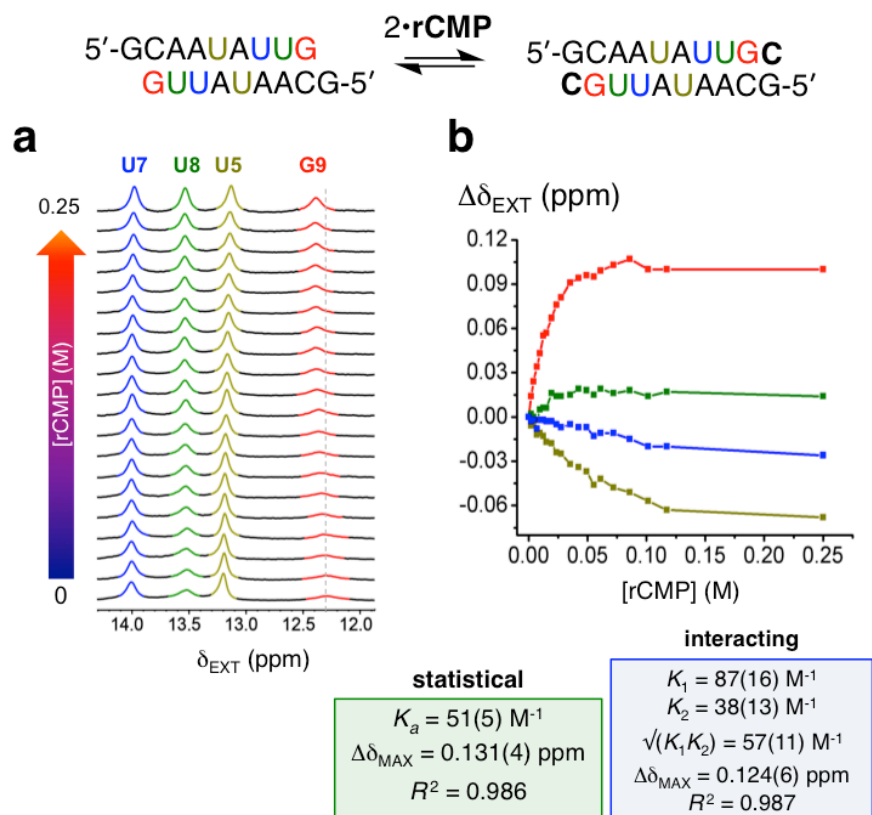 2·rCMP
5′-GCAAUAUUG
GUUAUAACG-5′
5′-GCAAUAUUGC
CGUUAUAACG-5′
a
U7 U8 U5 G9
0.25
[rCMP] (M)
0
14.0 13.5 13.0 12.5 12.0
δEXT (ppm)
b
ΔδEXT (ppm)
0.12
0.09
0.06
0.03
0.00
-0.03
-0.06
0.00 0.05 0.10 0.15 0.20 0.25
[rCMP] (M)
statistical
Ka = 51(5) M-1
ΔδMAX = 0.131(4) ppm
R2 = 0.986
interacting
K1 = 87(16) M-1
K2 = 38(13) M-1
√(K1K2) = 57(11) M-1
ΔδMAX = 0.124(6) ppm
R2 = 0.987